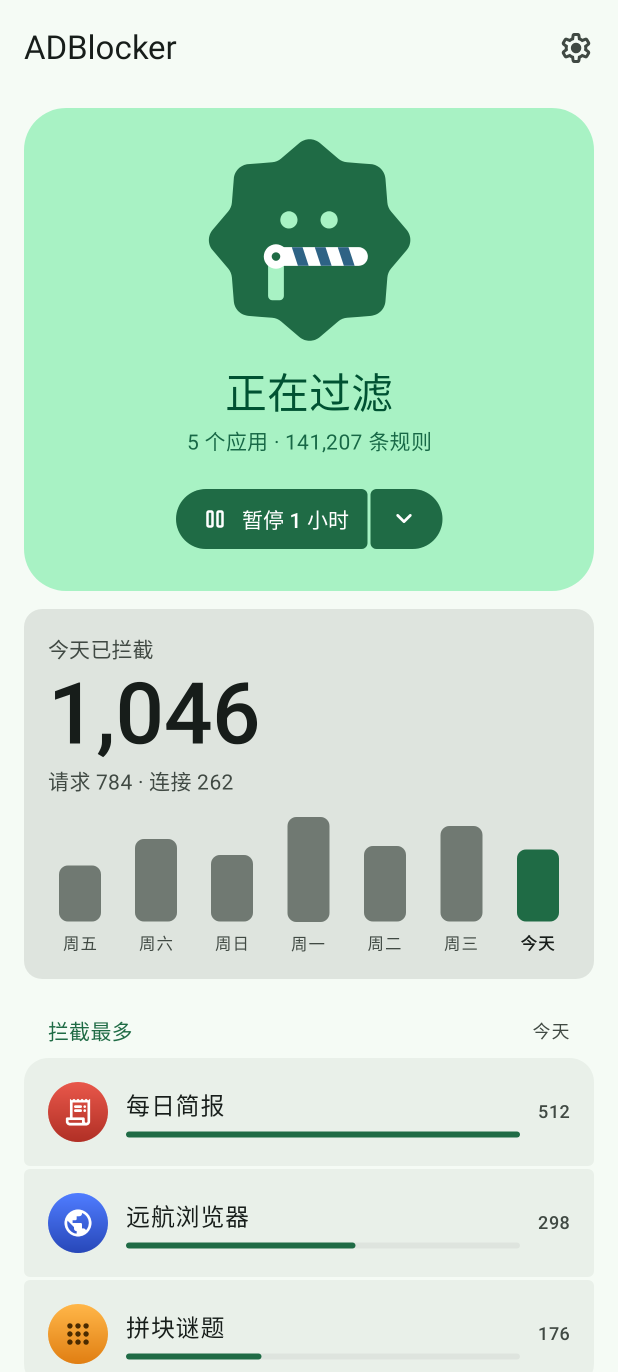 ADBlocker
正在过滤
5 个应用 · 141,207 条规则
暂停 1 小时
今天已拦截
1,046
请求 784 · 连接 262
周五 周六 周日 周一 周二 周三 今天
拦截最多 今天
每日简报 512
远航浏览器 298
拼块谜题 176